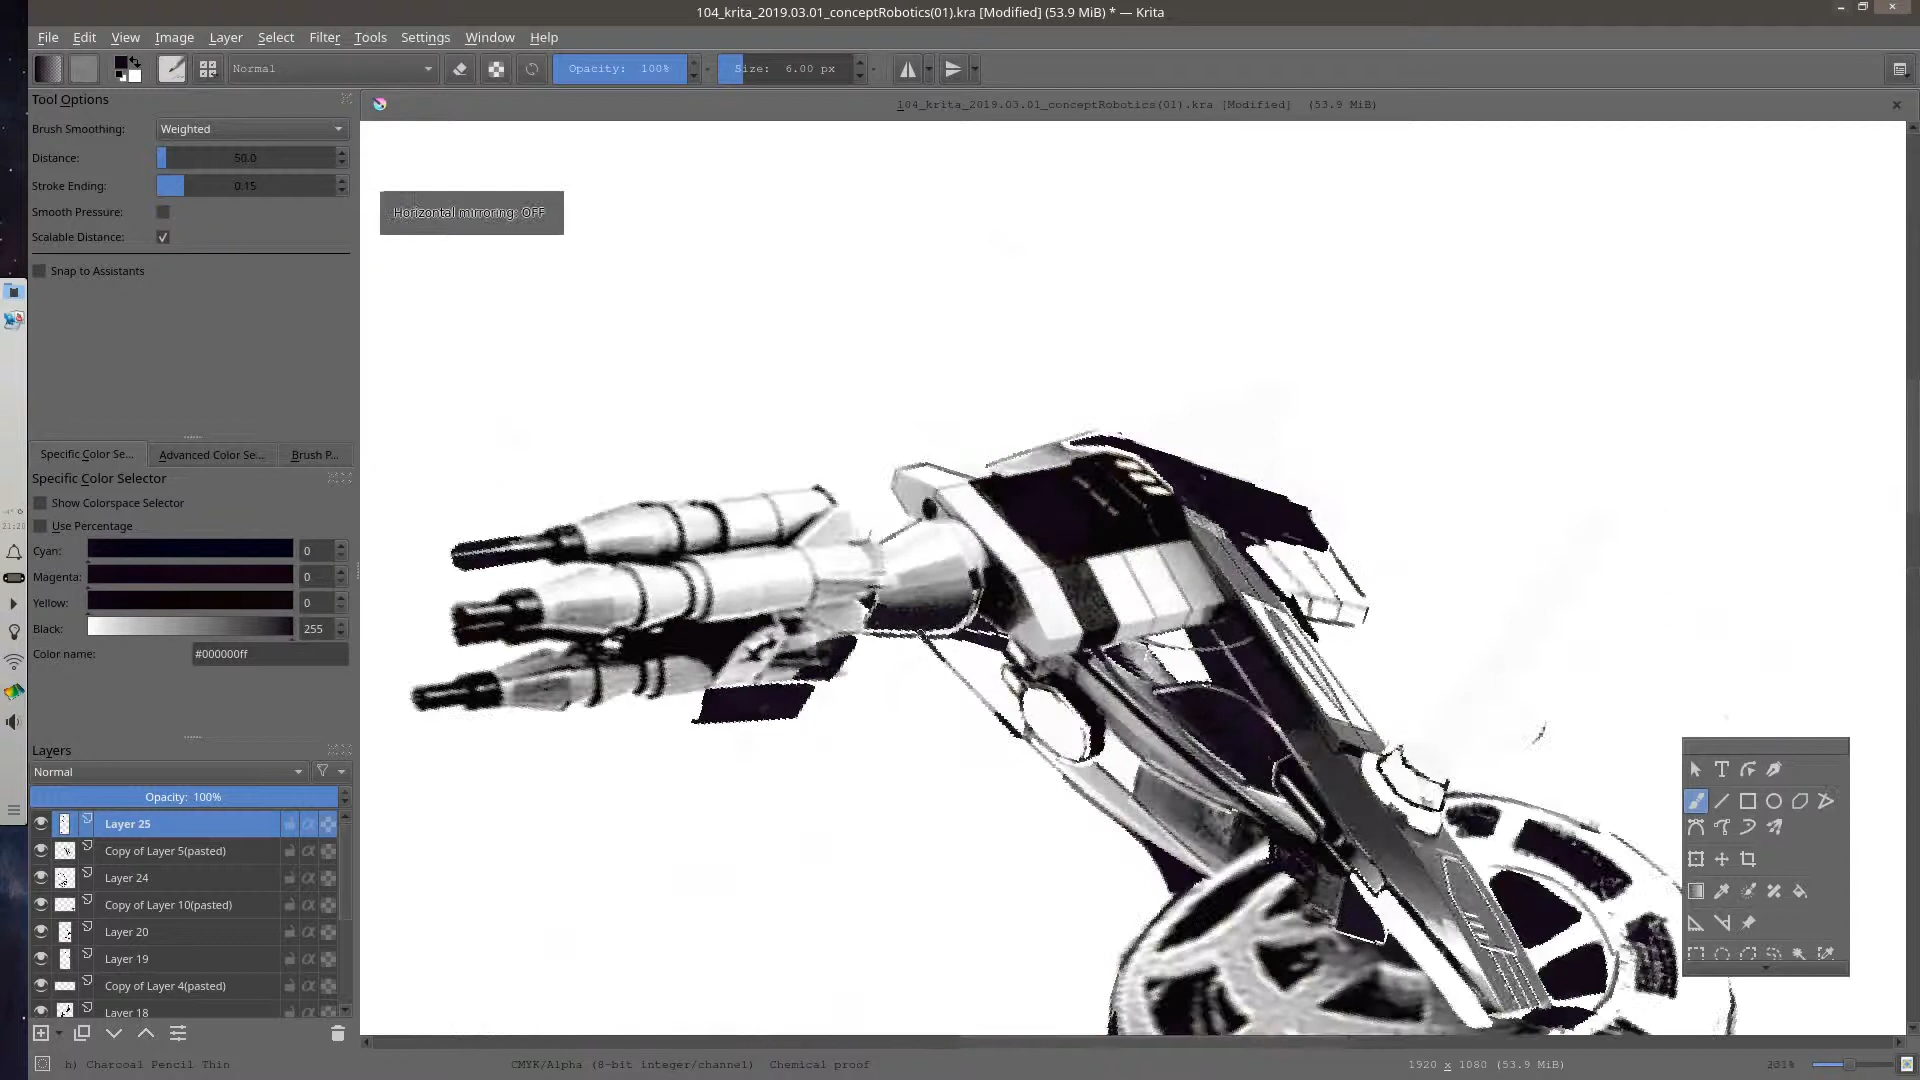 104_krita_2019.03.01_conceptRobotics(01).kra [Modified] (53.9 MiB) * — Krita
File Edit View Image Layer Select Filter Tools Settings Window Help
Normal Opacity: 100% Size: 6.00 px
Tool Options
104_krita_2019.03.01_conceptRobotics(01).kra [Modified] (53.9 MiB)
Brush Smoothing: Weighted
Distance: 50.0
Stroke Ending: 0.15
Smooth Pressure:
Scalable Distance:
Snap to Assistants
Horizontal mirroring: OFF
Specific Color Se... Advanced Color Se... Brush P...
Specific Color Selector
Show Colorspace Selector
Use Percentage
Cyan: 0
Magenta: 0
Yellow: 0
Black: 255
Color name: #000000ff
Layers
Normal
Opacity: 100%
Layer 25
Copy of Layer 5(pasted)
Layer 24
Copy of Layer 10(pasted)
Layer 20
Layer 19
Copy of Layer 4(pasted)
Layer 18
h) Charcoal Pencil Thin CMYK/Alpha (8-bit integer/channel) Chemical proof 1920 x 1080 (53.9 MiB)